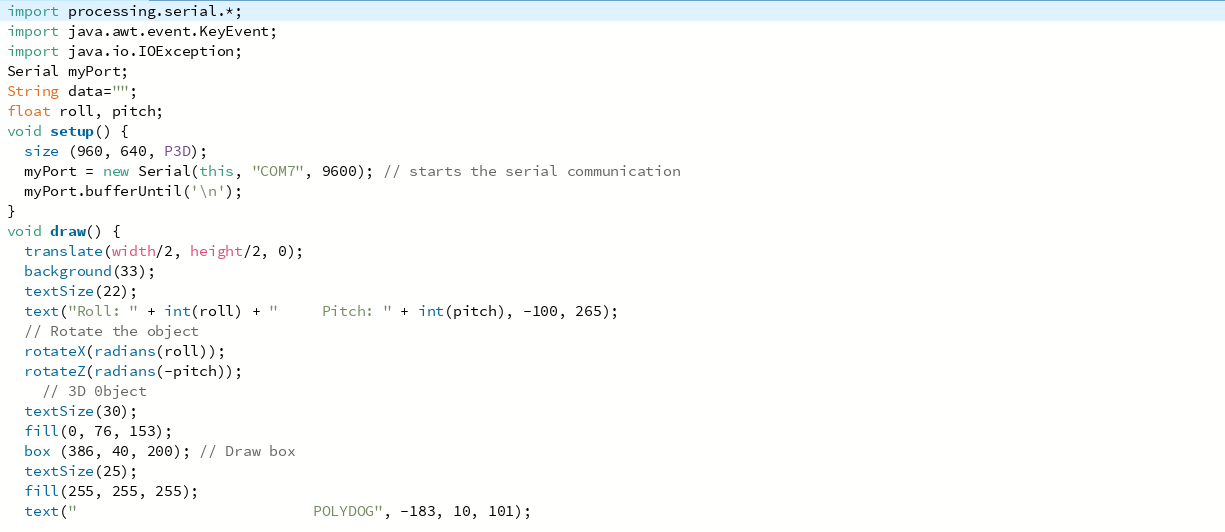 import processing.serial.*;
import java.awt.event.KeyEvent;
import java.io.IOException;
Serial myPort;
String data="";
float roll, pitch;
void setup() {
  size (960, 640, P3D);
  myPort = new Serial(this, "COM7", 9600); // starts the serial communication
  myPort.bufferUntil('\n');
}
void draw() {
  translate(width/2, height/2, 0);
  background(33);
  textSize(22);
  text("Roll: " + int(roll) + "     Pitch: " + int(pitch), -100, 265);
  // Rotate the object
  rotateX(radians(roll));
  rotateZ(radians(-pitch));
    // 3D 0bject
  textSize(30);
  fill(0, 76, 153);
  box (386, 40, 200); // Draw box
  textSize(25);
  fill(255, 255, 255);
  text("                           POLYDOG", -183, 10, 101);